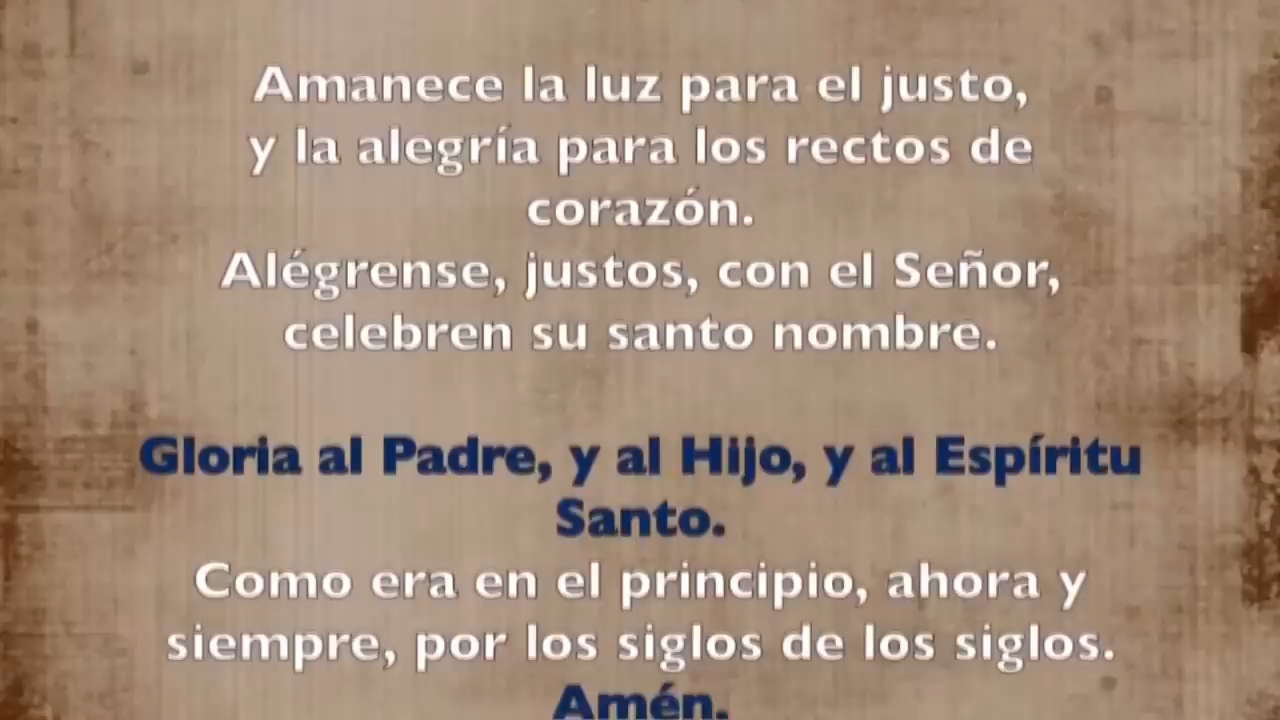 Amanece la luz para el justo,
y la alegría para los rectos de
corazón.
Alégrense, justos, con el Señor,
celebren su santo nombre.
Gloria al Padre, y al Hijo, y al Espíritu
Santo.
Como era en el principio, ahora y
siempre, por los siglos de los siglos.
Amén.